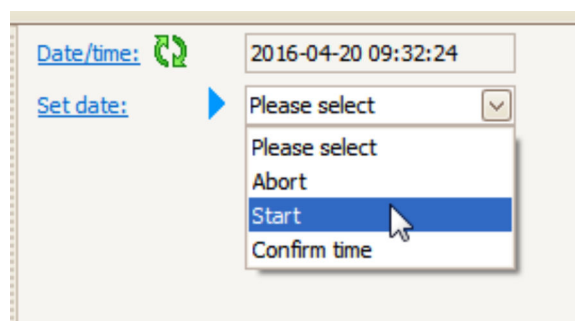 Date/time: 2016-04-20 09:32:24
Set date: Please select
Please select
Abort
Start
Confirm time